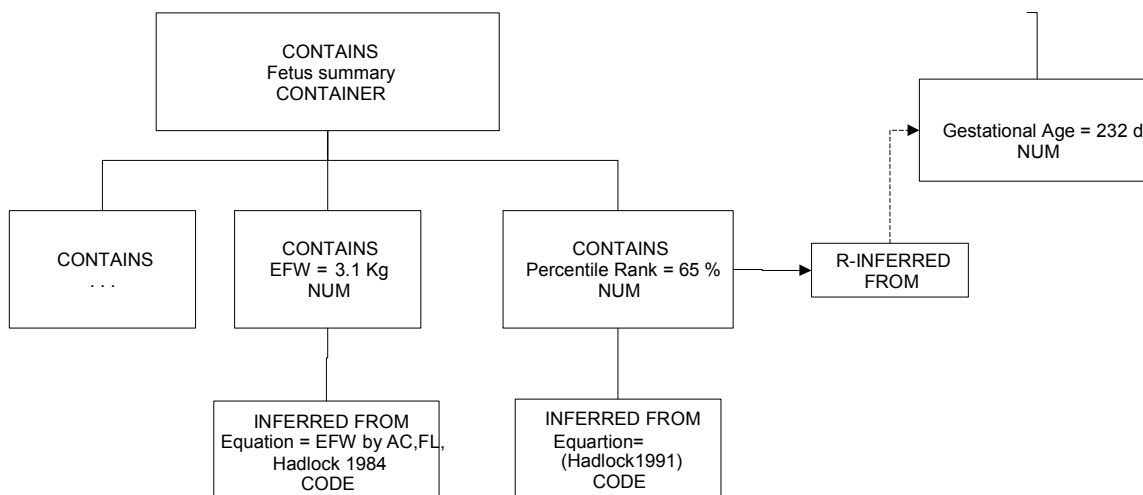 CONTAINS
Fetus summary
CONTAINER
Gestational Age = 232 d
NUM
CONTAINS
. . .
CONTAINS
EFW = 3.1 Kg
NUM
CONTAINS
Percentile Rank = 65 %
NUM
R-INFERRED
FROM
INFERRED FROM
Equation = EFW by AC,FL,
Hadlock 1984
CODE
INFERRED FROM
Equartion=
(Hadlock1991)
CODE